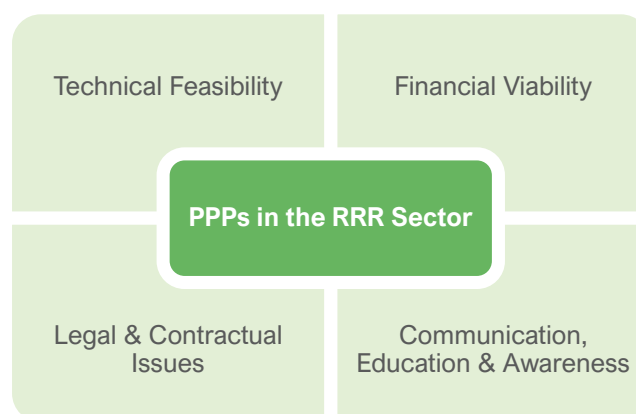 Technical Feasibility
Financial Viability
PPPs in the RRR Sector
Legal & Contractual
Issues
Communication,
Education & Awareness